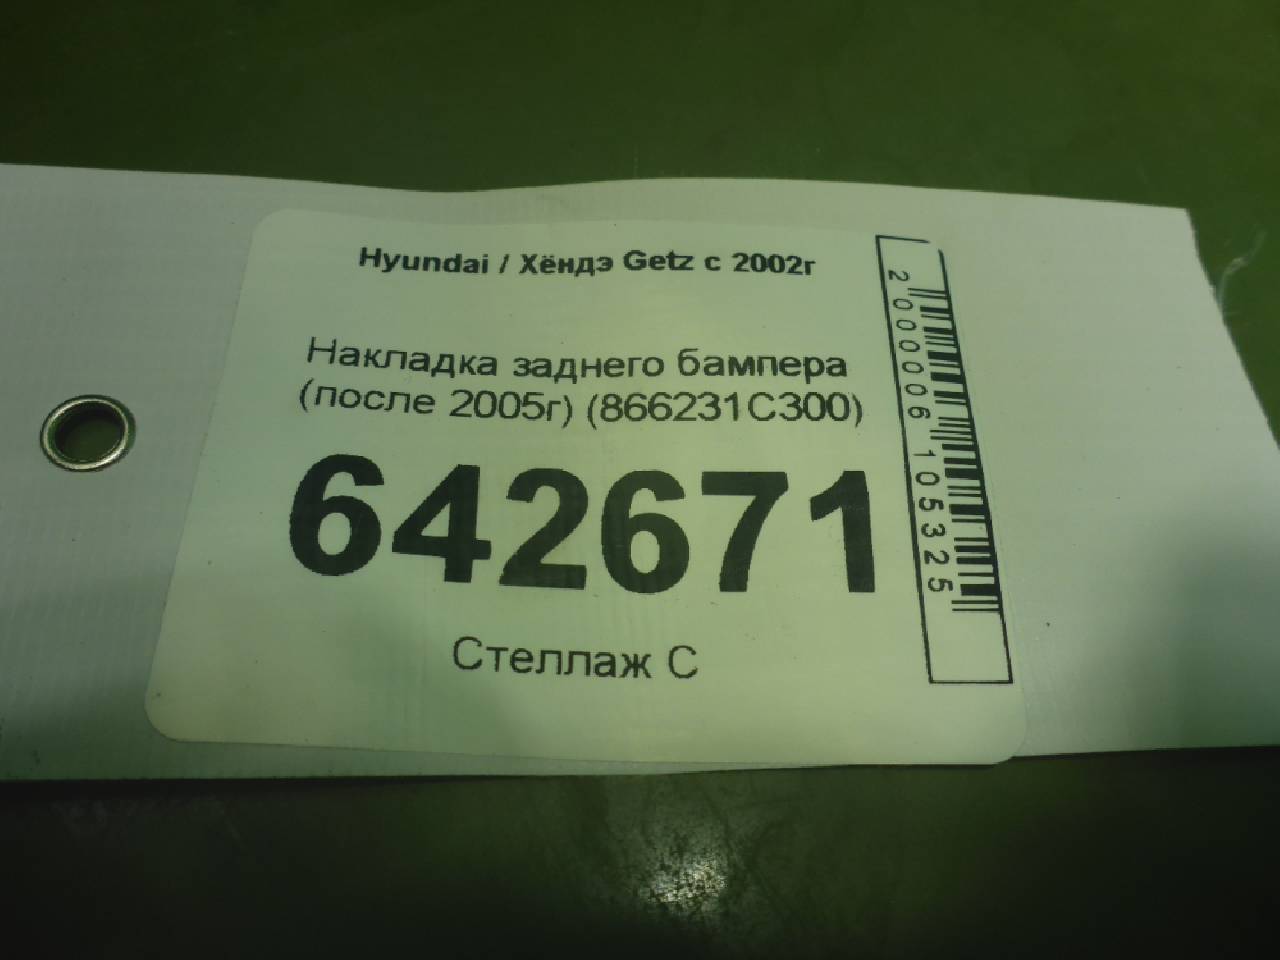 Hyundai / Хёндэ Getz с 2002г
Накладка заднего бампера
(после 2005г) (866231C300)
642671
Стеллаж С
2000006105325